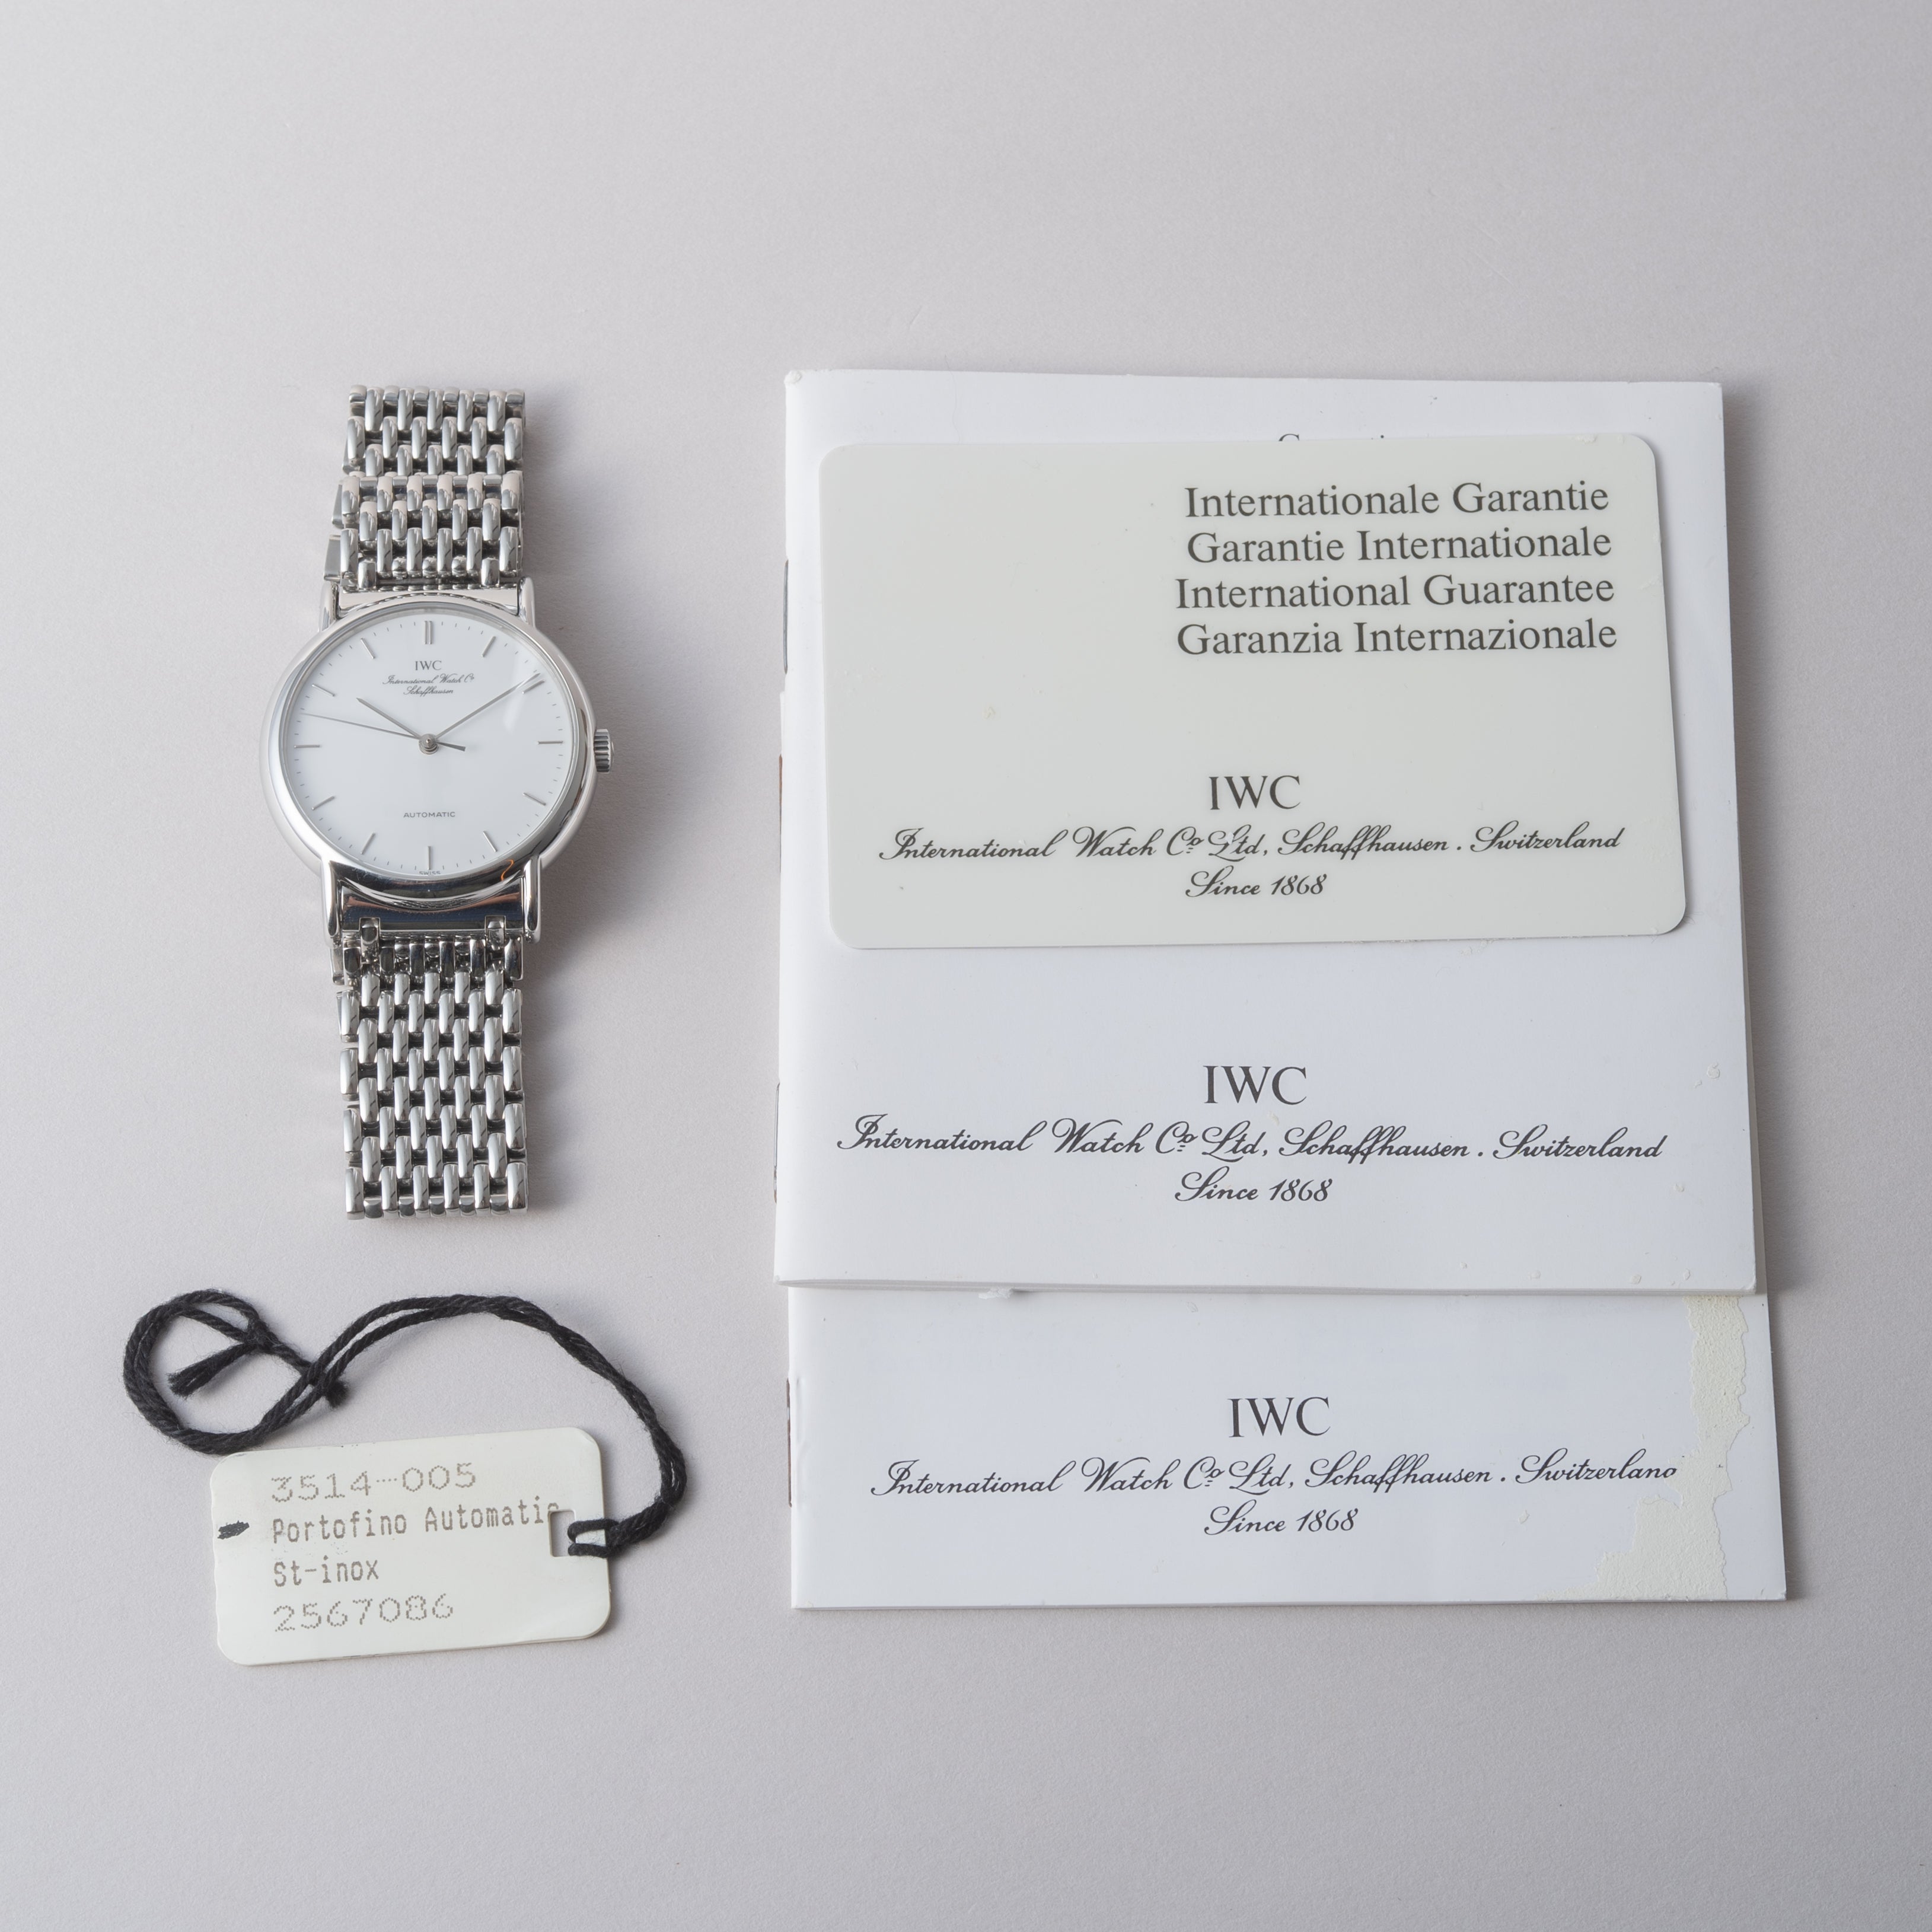 IWC
International Watch Co
Schaffhausen
AUTOMATIC
SWISS
3514-005
Portofino Automatic
St-inox
2567086
Internationale Garantie
Garantie Internationale
International Guarantee
Garanzia Internazionale
IWC
International Watch Co Ltd, Schaffhausen . Switzerland
Since 1868
IWC
International Watch Co Ltd, Schaffhausen . Switzerland
Since 1868
IWC
International Watch Co Ltd, Schaffhausen . Switzerland
Since 1868